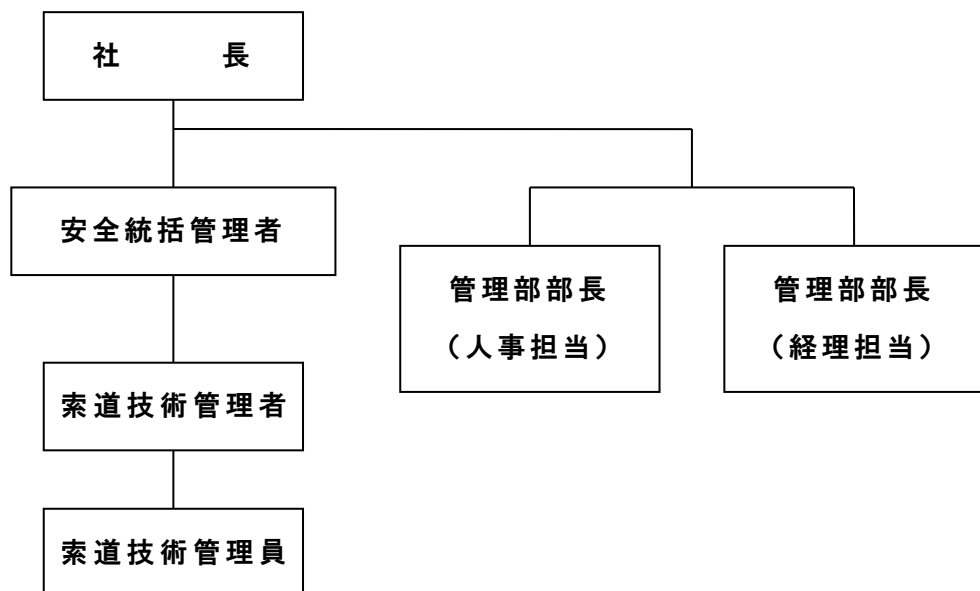 社　長
安全統括管理者
管理部部長
（人事担当）
管理部部長
（経理担当）
索道技術管理者
索道技術管理員